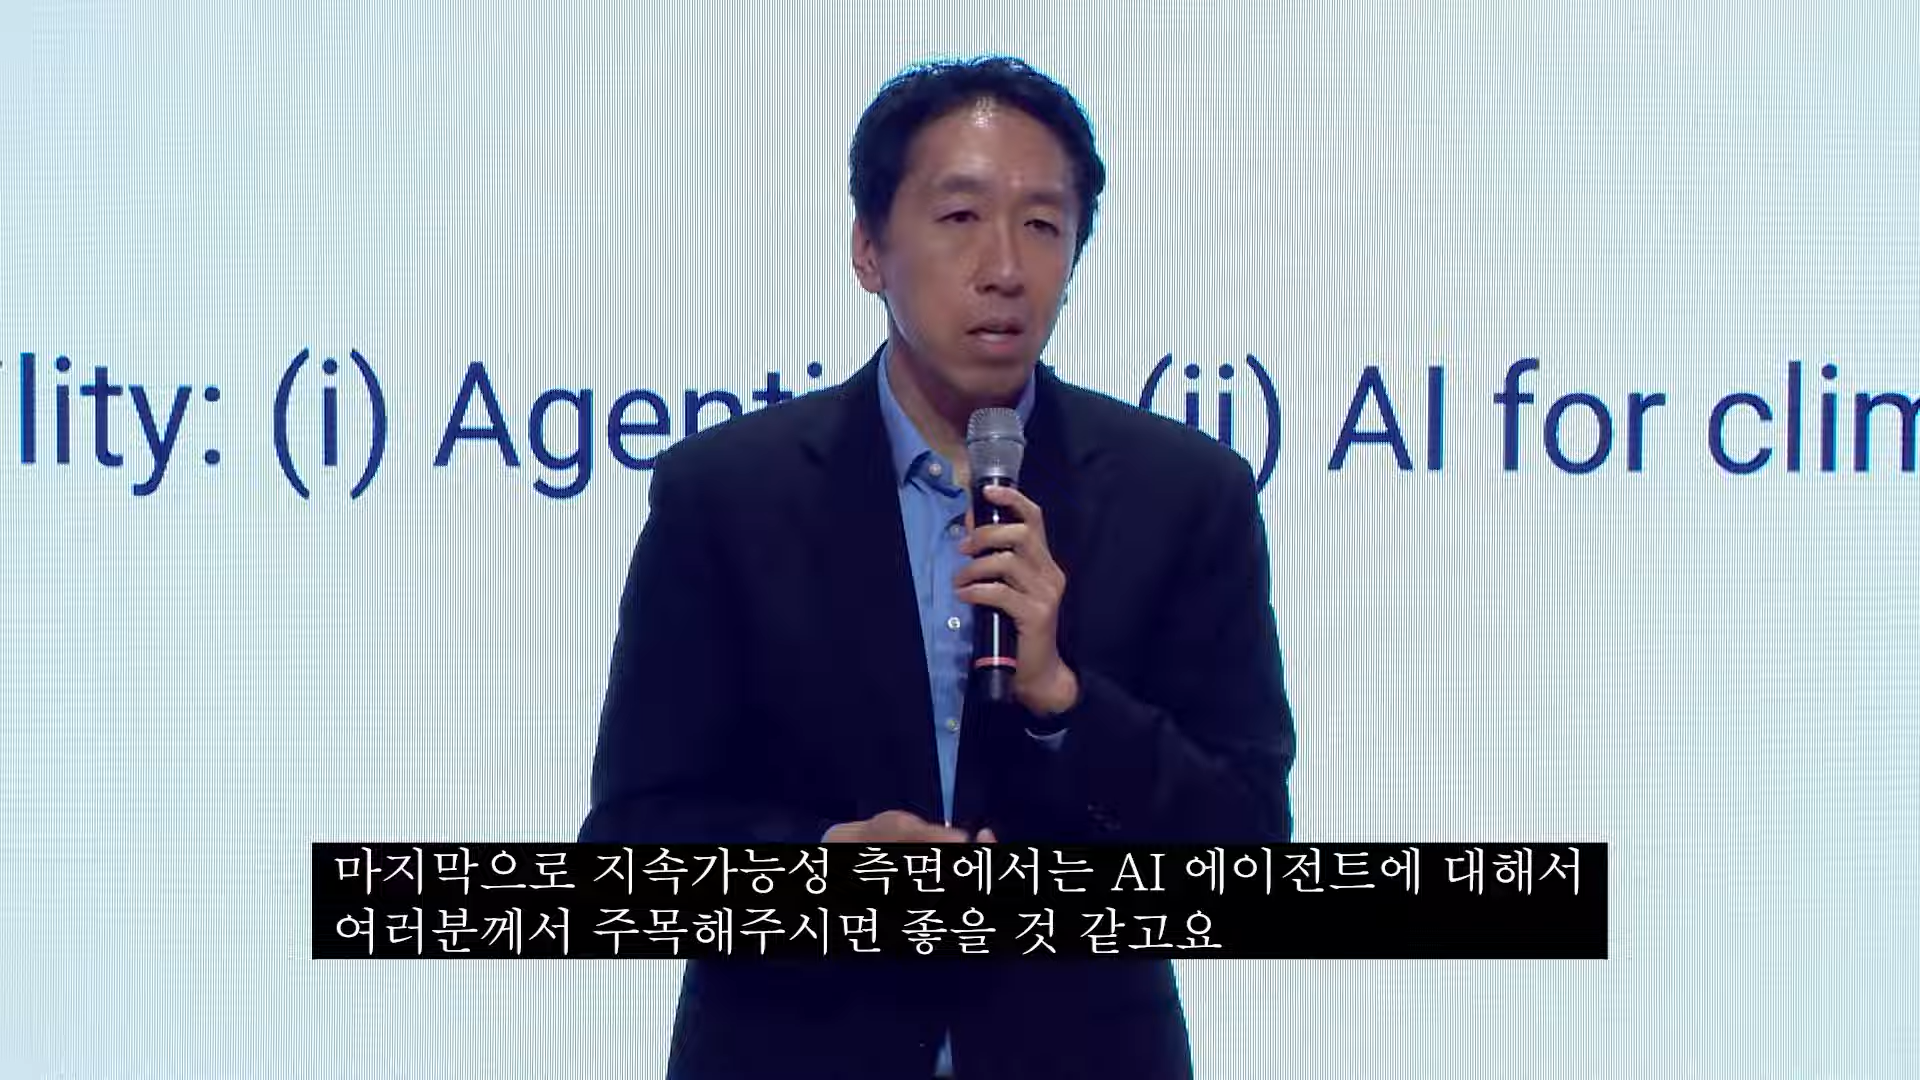 lity: (i) Agenti (ii) AI for clim
마지막으로 지속가능성 측면에서는 AI 에이전트에 대해서
여러분께서 주목해주시면 좋을 것 같고요